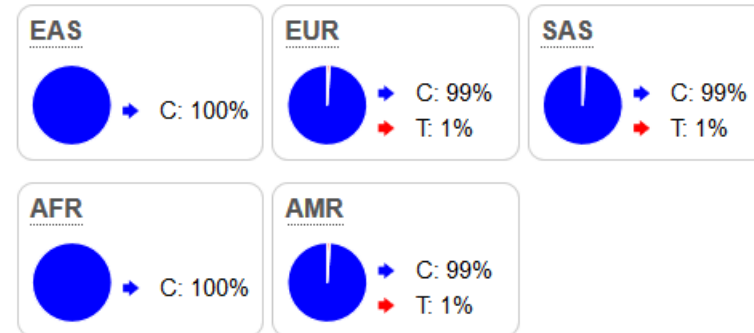 EAS
C: 100%
EUR
C: 99%
T: 1%
SAS
C: 99%
T: 1%
AFR
C: 100%
AMR
C: 99%
T: 1%